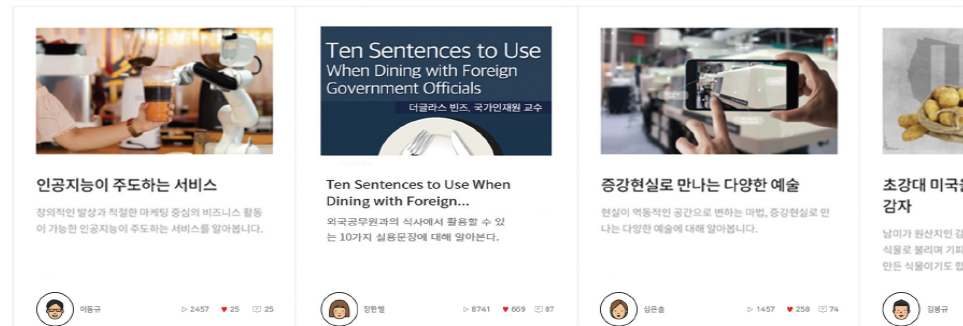 Ten Sentences to Use
When Dining with Foreign
Government Officials
더글라스 빈즈, 국가인재원 교수
인공지능이 주도하는 서비스
창의적인 발상과 적절한 마케팅 중심의 비즈니스 활동
이 가능한 인공지능이 주도하는 서비스를 알아봅니다.
이동규
2457
25
25
Ten Sentences to Use When
Dining with Foreign...
외국공무원과의 식사에서 활용할 수 있
는 10가지 실용문장에 대해 알아본다.
장한별
8741
669
87
증강현실로 만나는 다양한 예술
현실이 역동적인 공간으로 변하는 마법, 증강현실로 만
나는 다양한 예술에 대해 알아봅니다.
심은솔
1457
258
74
초강대 미국을
감자
남미가 원산지인 감
식물로 불리며 기피
만든 식물이기도 합
김봉규